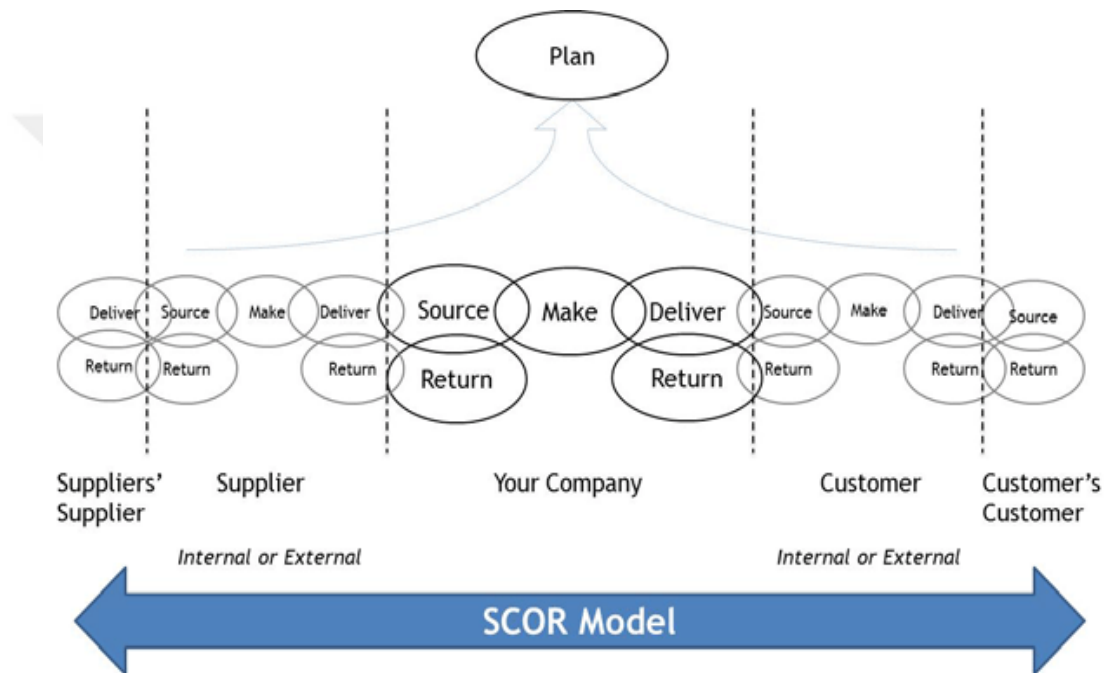 Plan
Deliver Source Make Deliver Source Make Deliver Source Make Deliver Source
Return Return Return Return Return Return Return Return
Suppliers' Supplier Your Company Customer Customer's
Supplier Customer
Internal or External Internal or External
SCOR Model